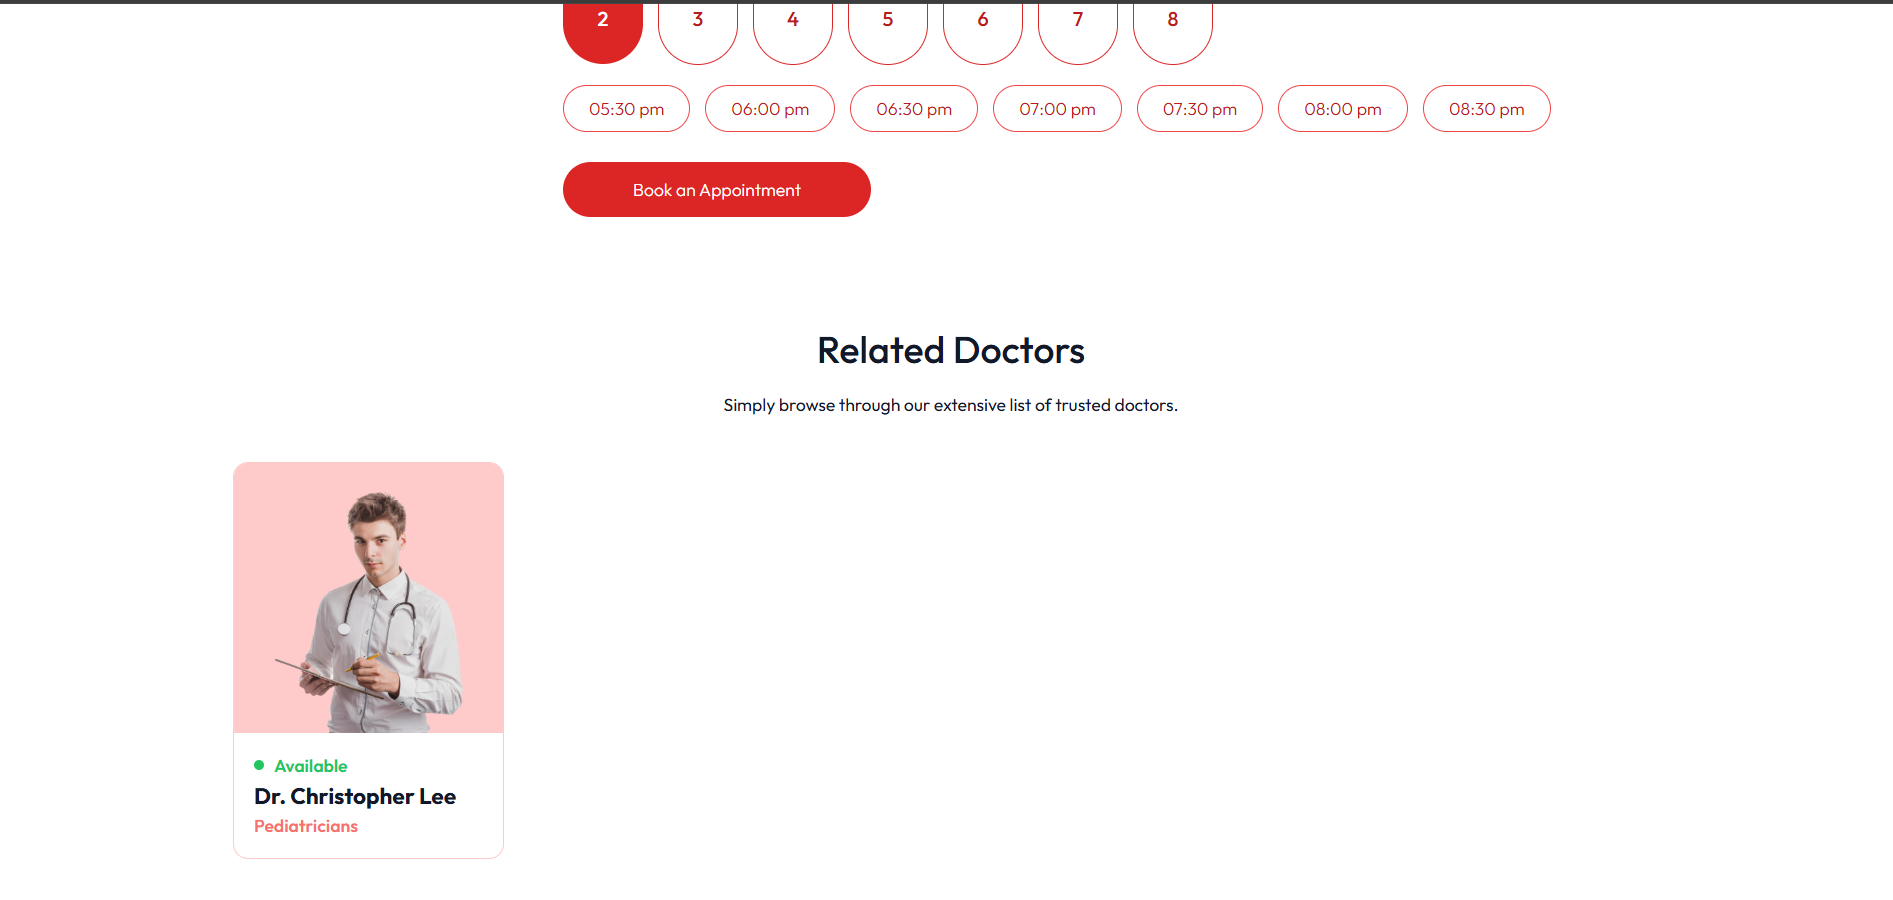 2 3 4 5 6 7 8
05:30 pm 06:00 pm 06:30 pm 07:00 pm 07:30 pm 08:00 pm 08:30 pm
Book an Appointment
Related Doctors
Simply browse through our extensive list of trusted doctors.
Available
Dr. Christopher Lee
Pediatricians